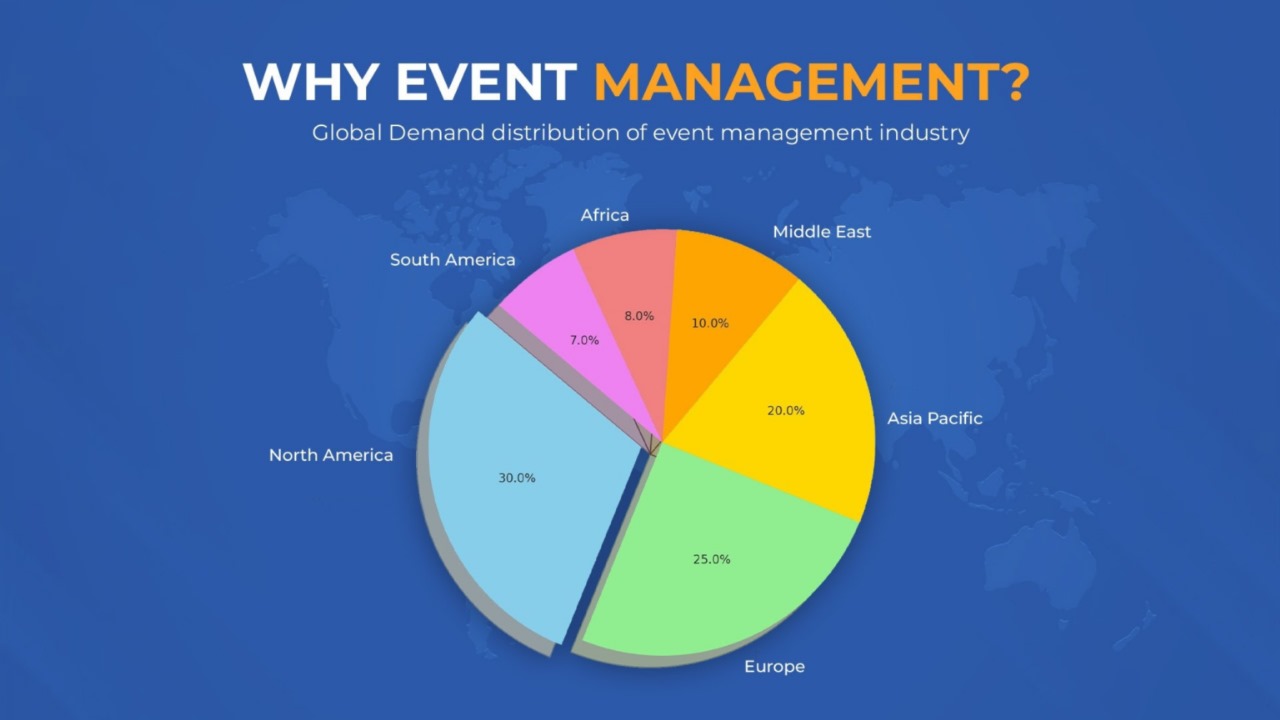 WHY EVENT MANAGEMENT?
Global Demand distribution of event management industry
Africa
Middle East
South America
8.0%
10.0%
7.0%
20.0%
Asia Pacific
North America
30.0%
25.0%
Europe